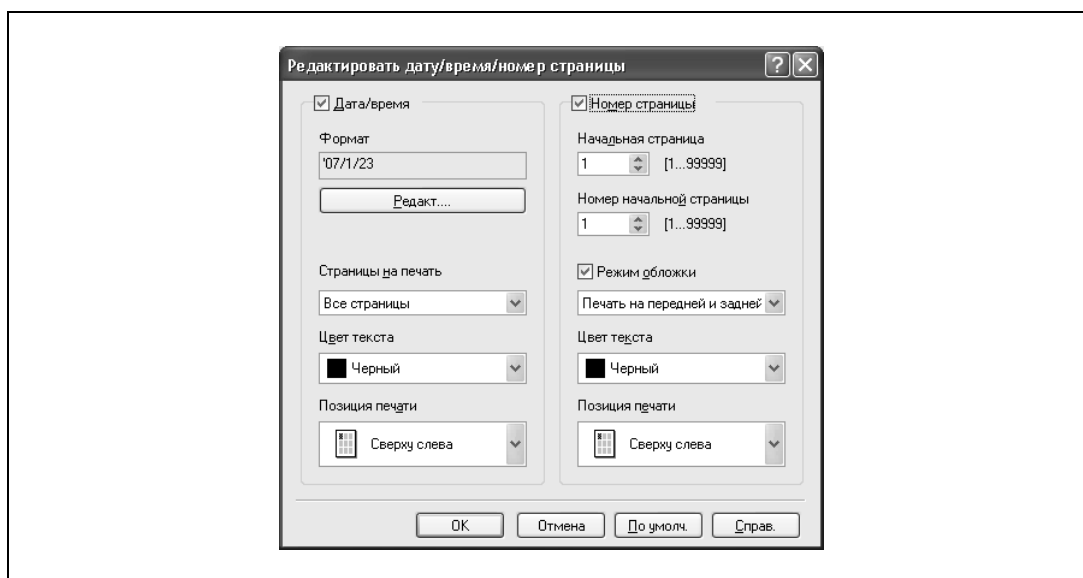 Редактировать дату/время/номер страницы
Дата/время
Формат
'07/1/23
Редакт....
Страницы на печать
Все страницы
Цвет текста
Черный
Позиция печати
Сверху слева
Номер страницы
Начальная страница
1 [1...99999]
Номер начальной страницы
1 [1...99999]
Режим обложки
Печать на передней и задней
Цвет текста
Черный
Позиция печати
Сверху слева
OK Отмена По умолч. Справ.